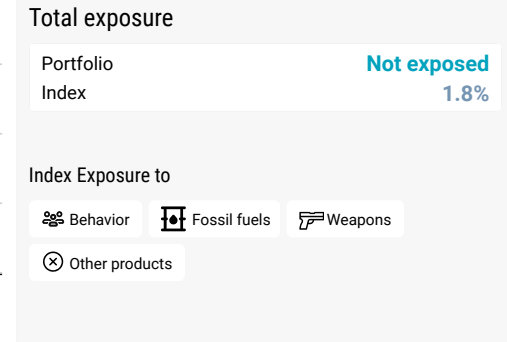 Total exposure
Portfolio Not exposed
Index 1.8%
Index Exposure to
Behavior Fossil fuels Weapons
Other products